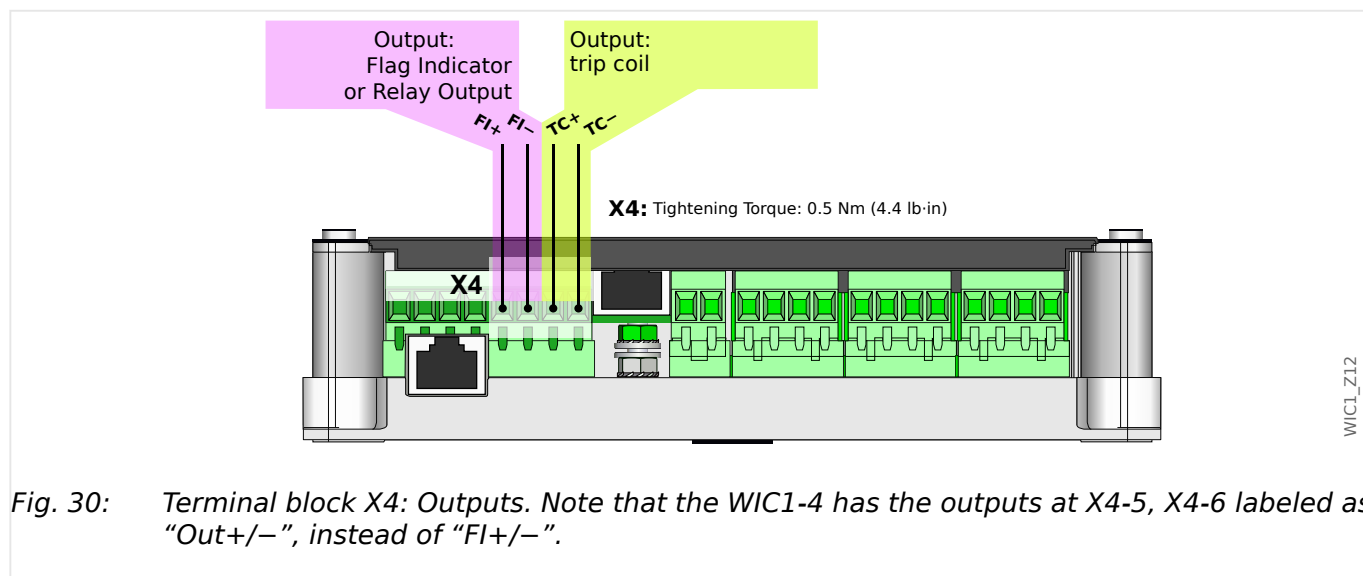 Output:
Flag Indicator
or Relay Output
Output:
trip coil
FI+ FI− TC+ TC−
X4: Tightening Torque: 0.5 Nm (4.4 lb·in)
X4
WIC1_Z12
Fig. 30: Terminal block X4: Outputs. Note that the WIC1-4 has the outputs at X4-5, X4-6 labeled as
“Out+/−”, instead of “FI+/−”.